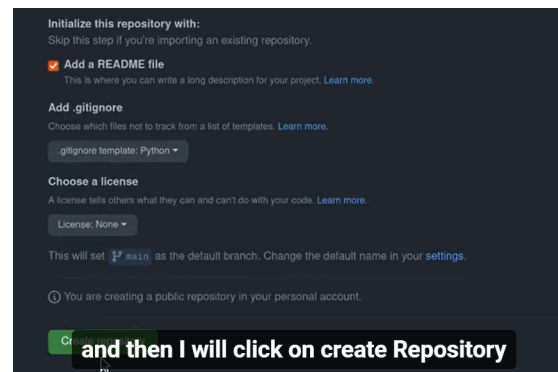 Initialize this repository with:
Skip this step if you're importing an existing repository.
Add a README file
This is where you can write a long description for your project. Learn more.
Add .gitignore
Choose which files not to track from a list of templates. Learn more.
.gitignore template: Python
Choose a license
A license tells others what they can and can't do with your code. Learn more.
License: None
This will set main as the default branch. Change the default name in your settings.
You are creating a public repository in your personal account.
and then I will click on create Repository